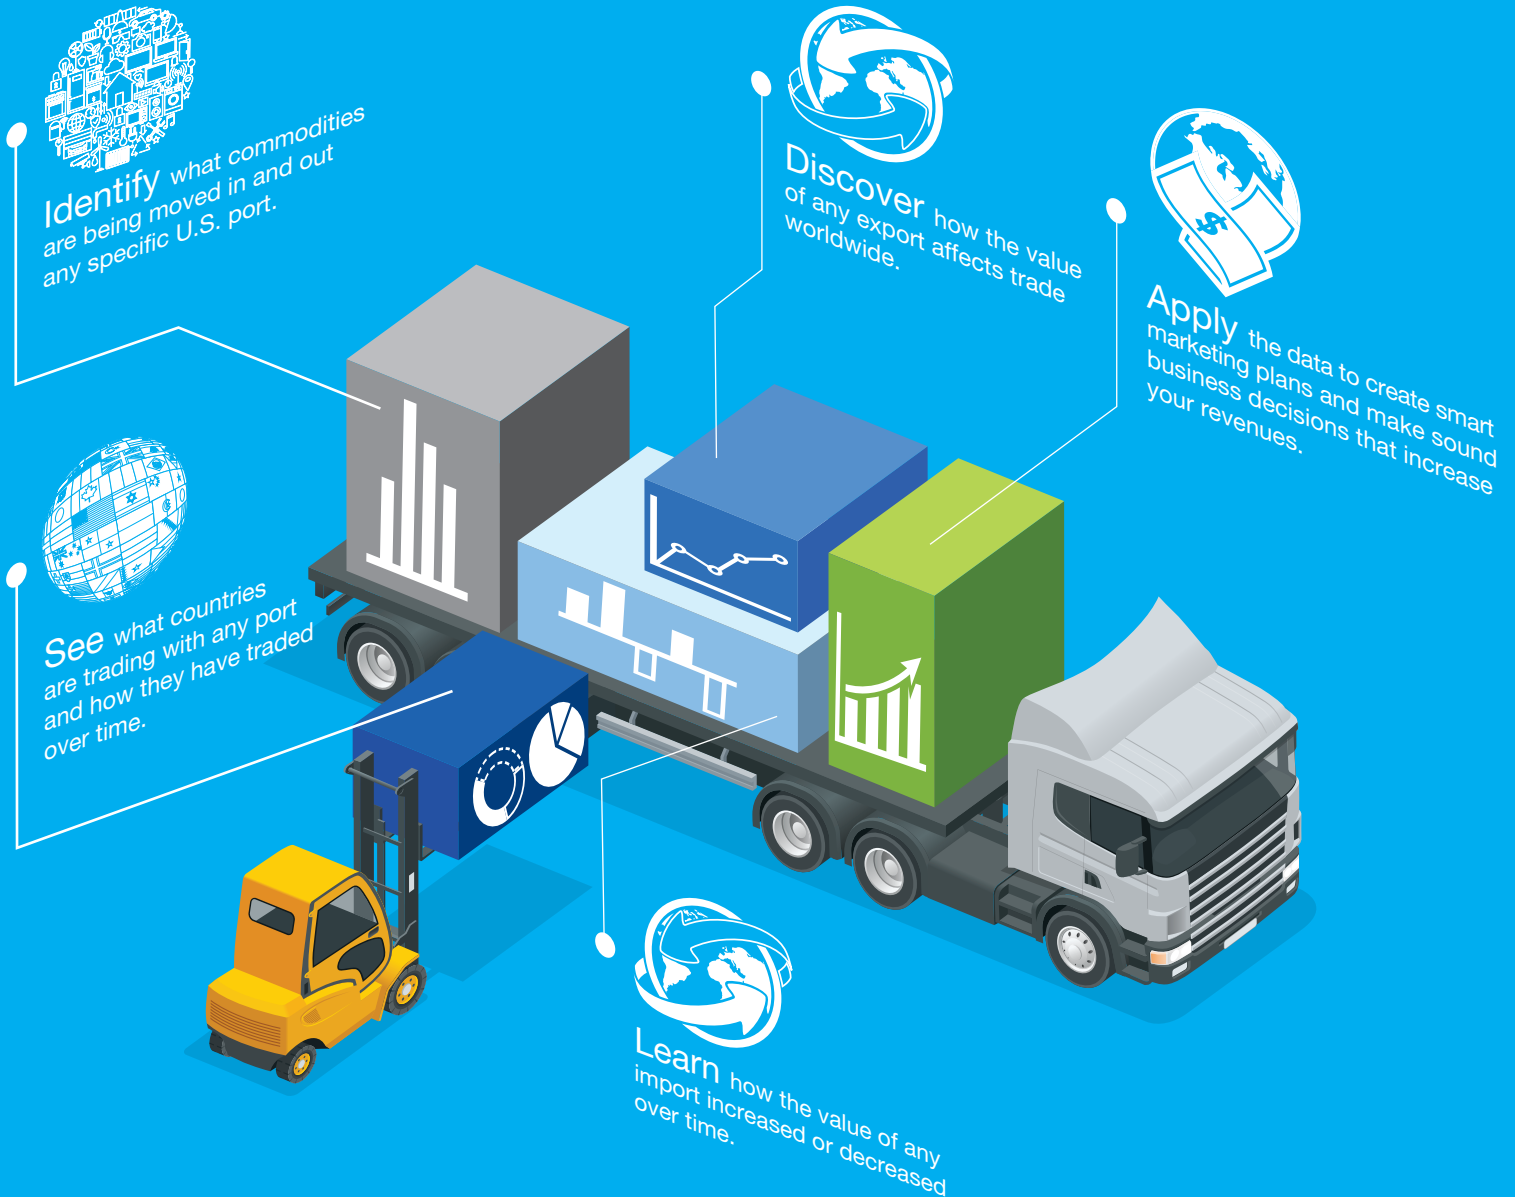 Identify what commodities
are being moved in and out
any specific U.S. port.
Discover how the value
of any export affects trade
worldwide.
Apply the data to create smart
marketing plans and make sound
business decisions that increase
your revenues.
$
See what countries
are trading with any port
and how they have traded
over time.
Learn how the value of any
import increased or decreased
over time.